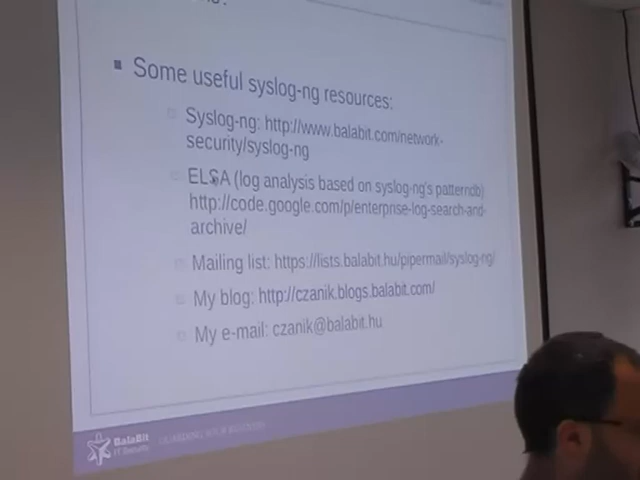 Some useful syslog-ng resources:
Syslog-ng: http://www.balabit.com/network-
security/syslog-ng
ELSA (log analysis based on syslog-ng's patterndb)
http://code.google.com/p/enterprise-log-search-and-
archive/
Mailing list: https://lists.balabit.hu/pipermail/syslog-ng/
My blog: http://czanik.blogs.balabit.com/
My e-mail: czanik@balabit.hu
BalaBit
IT Security